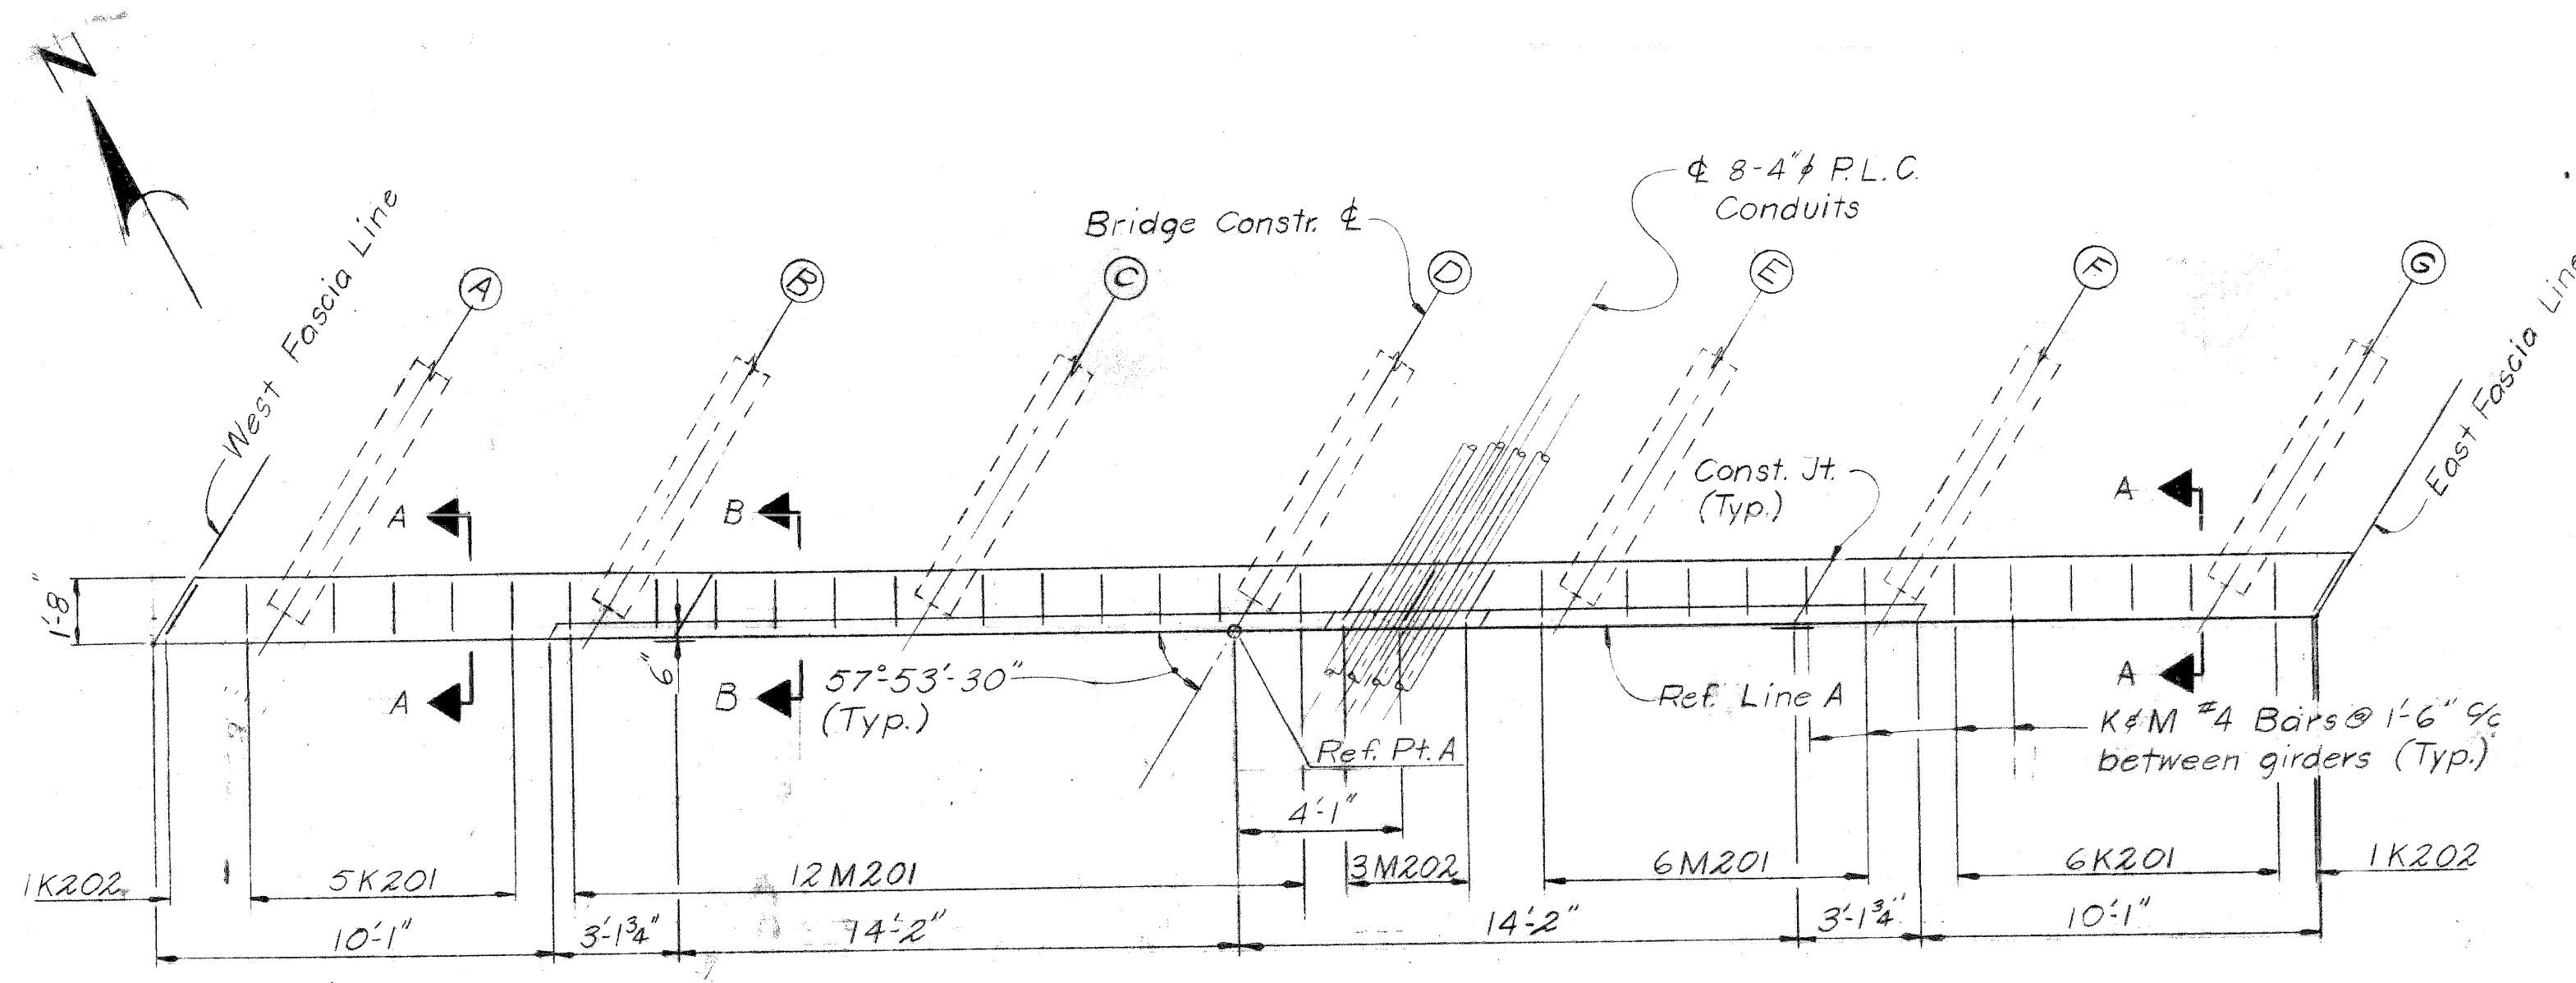 N
West Fascia Line
A
B
C
D
E
F
G
Bridge Constr. ℄
℄ 8-4"ϕ P.L.C.
Conduits
East Fascia Line
Const. Jt.
(Typ.)
A
B
A
1'-8"
6"
A
B
A
57°-53'-30"
(Typ.)
Ref. Pt. A
Ref. Line A
K & M #4 Bars @ 1'-6" c/c
between girders (Typ.)
4'-1"
1K202
5K201
12M201
3M202
6M201
6K201
1K202
10'-1"
3'-1¾"
14'-2"
14'-2"
3'-1¾"
10'-1"